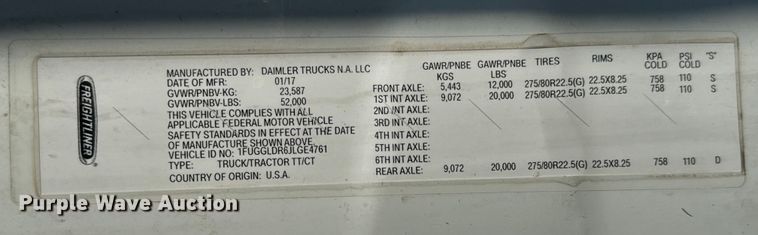 FREIGHTLINER
MANUFACTURED BY: DAIMLER TRUCKS N.A. LLC
DATE OF MFR: 01/17
GVWR/PNBV-KG: 23,587
GVWR/PNBV-LBS: 52,000
THIS VEHICLE COMPLIES WITH ALL
APPLICABLE FEDERAL MOTOR VEHICLE
SAFETY STANDARDS IN EFFECT AT THE DATE
OF MANUFACTURE SHOWN ABOVE.
VEHICLE ID NO: 1FUGGLDR6JLGE4761
TYPE: TRUCK/TRACTOR TT/CT
COUNTRY OF ORIGIN: U.S.A.
GAWR/PNBE GAWR/PNBE TIRES RIMS KPA PSI "S"
KGS LBS COLD COLD
FRONT AXLE: 5,443 12,000 275/80R22.5(G) 22.5X8.25 758 110 S
1ST INT AXLE: 9,072 20,000 275/80R22.5(G) 22.5X8.25 758 110 S
2ND INT AXLE:
3RD INT AXLE:
4TH INT AXLE:
5TH INT AXLE:
6TH INT AXLE:
REAR AXLE: 9,072 20,000 275/80R22.5(G) 22.5X8.25 758 110 D
Purple Wave Auction